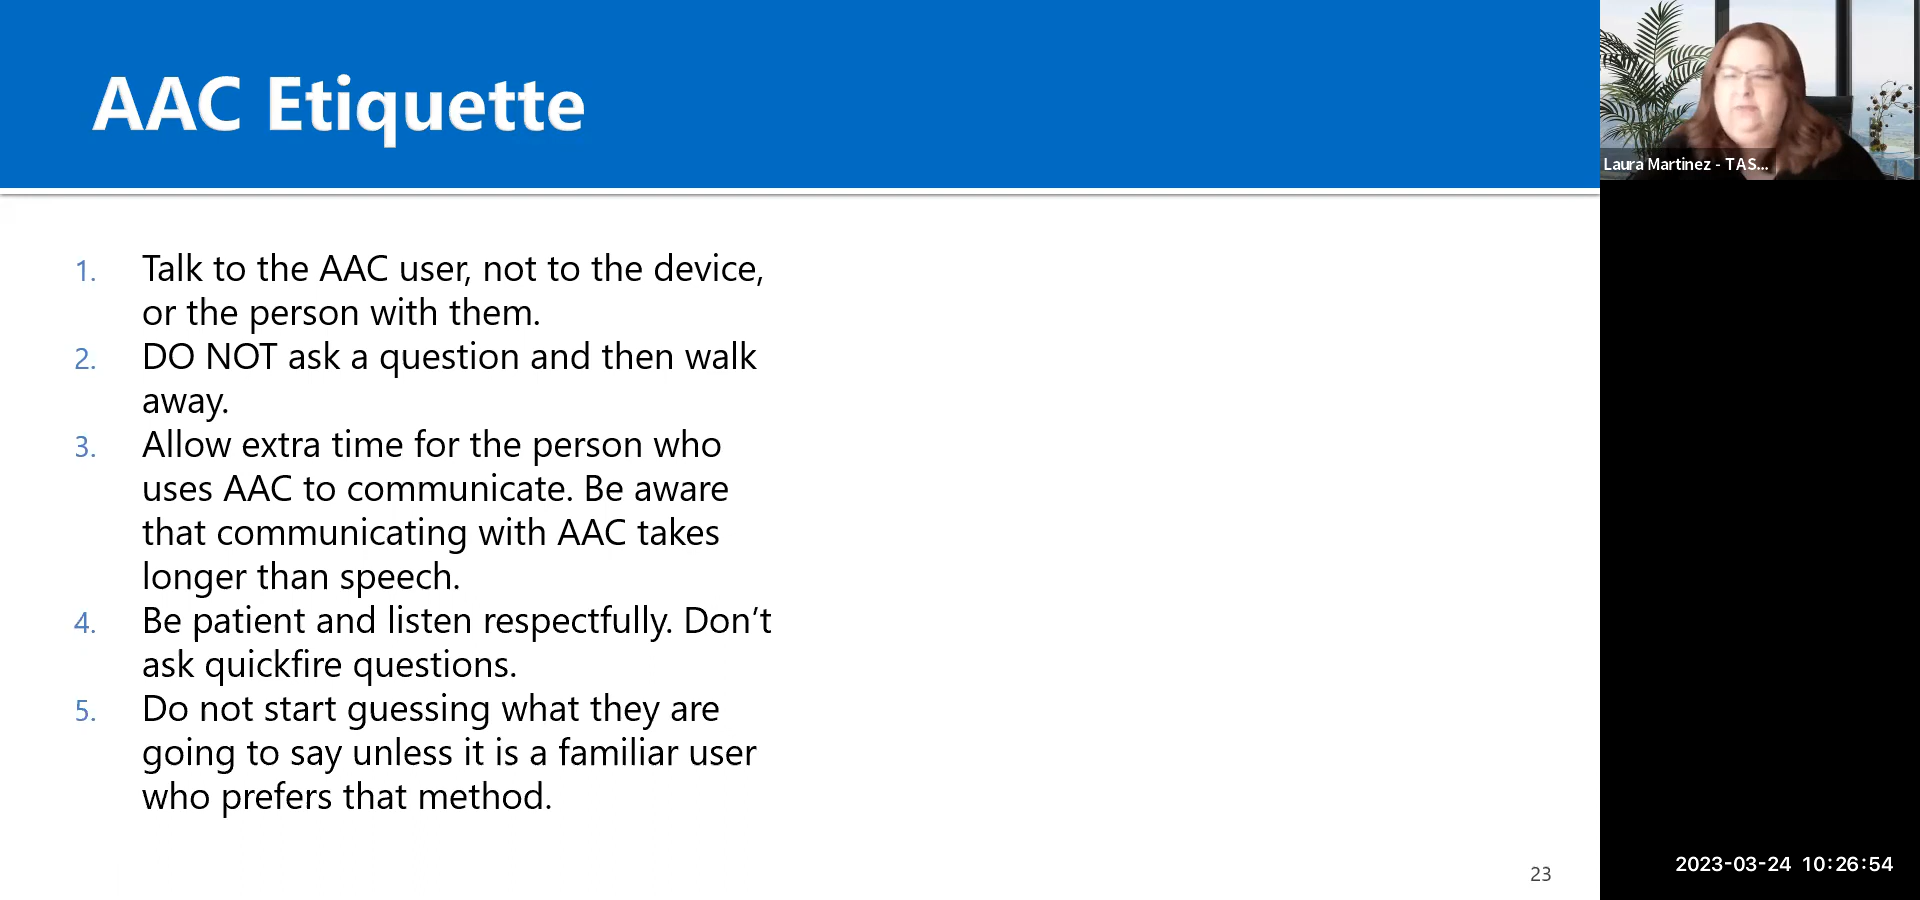 AAC Etiquette
1. Talk to the AAC user, not to the device,
or the person with them.
2. DO NOT ask a question and then walk
away.
3. Allow extra time for the person who
uses AAC to communicate. Be aware
that communicating with AAC takes
longer than speech.
4. Be patient and listen respectfully. Don’t
ask quickfire questions.
5. Do not start guessing what they are
going to say unless it is a familiar user
who prefers that method.
23
Laura Martinez - TAS...
2023-03-24 10:26:54